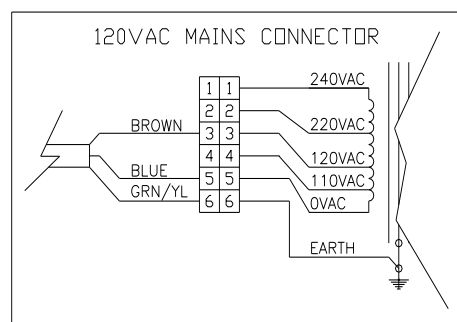 120VAC MAINS CONNECTOR
240VAC
1 1
2 2
220VAC
BROWN
3 3
120VAC
4 4
BLUE
110VAC
5 5
GRN/YL
0VAC
6 6
EARTH